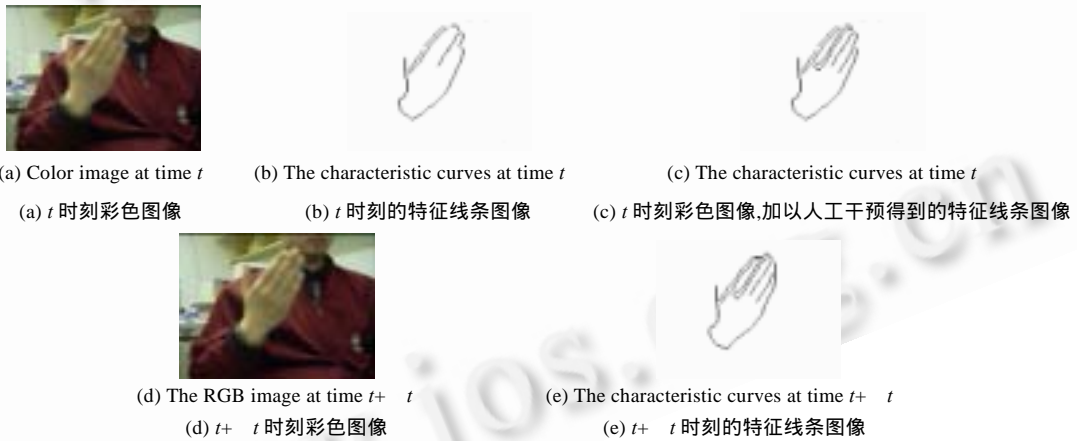 (a) Color image at time t
(b) The characteristic curves at time t
(c) The characteristic curves at time t
(a) t 时刻彩色图像
(b) t 时刻的特征线条图像
(c) t 时刻彩色图像,加以人工干预得到的特征线条图像
(d) The RGB image at time t+ t
(e) The characteristic curves at time t+ t
(d) t+ t 时刻彩色图像
(e) t+ t 时刻的特征线条图像